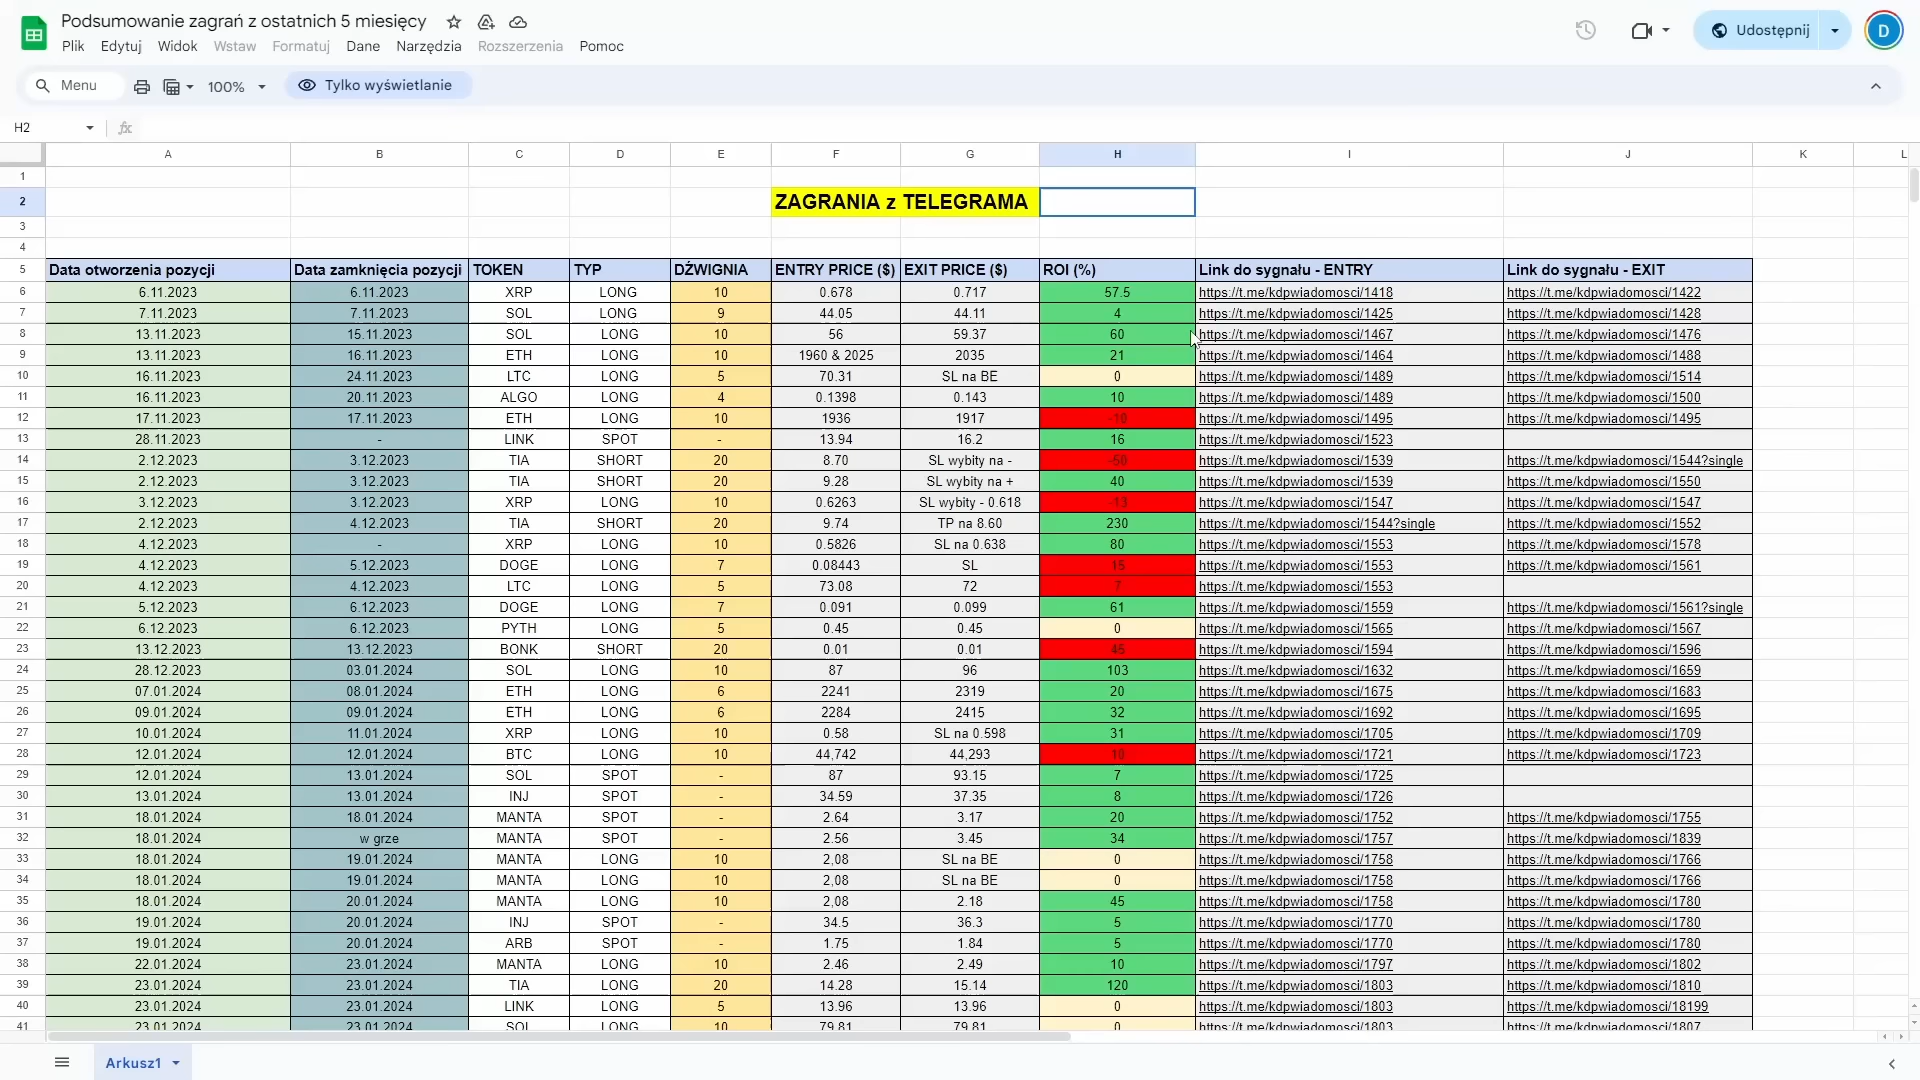 Podsumowanie zagrań z ostatnich 5 miesięcy
Plik Edytuj Widok Wstaw Formatuj Dane Narzędzia Rozszerzenia Pomoc
Udostępnij
D
Menu 100% Tylko wyświetlanie
H2 fx
A B C D E F G H I J K L
1
2 ZAGRANIA z TELEGRAMA
3
4
5 Data otworzenia pozycji Data zamknięcia pozycji TOKEN TYP DŹWIGNIA ENTRY PRICE ($) EXIT PRICE ($) ROI (%) Link do sygnału - ENTRY Link do sygnału - EXIT
6 6.11.2023 6.11.2023 XRP LONG 10 0.678 0.717 57.5 https://t.me/kdpwiadomosci/1418 https://t.me/kdpwiadomosci/1422
7 7.11.2023 7.11.2023 SOL LONG 9 44.05 44.11 4 https://t.me/kdpwiadomosci/1425 https://t.me/kdpwiadomosci/1428
8 13.11.2023 15.11.2023 SOL LONG 10 56 59.37 60 https://t.me/kdpwiadomosci/1467 https://t.me/kdpwiadomosci/1476
9 13.11.2023 16.11.2023 ETH LONG 10 1960 & 2025 2035 21 https://t.me/kdpwiadomosci/1464 https://t.me/kdpwiadomosci/1488
10 16.11.2023 24.11.2023 LTC LONG 5 70.31 SL na BE 0 https://t.me/kdpwiadomosci/1489 https://t.me/kdpwiadomosci/1514
11 16.11.2023 20.11.2023 ALGO LONG 4 0.1398 0.143 10 https://t.me/kdpwiadomosci/1489 https://t.me/kdpwiadomosci/1500
12 17.11.2023 17.11.2023 ETH LONG 10 1936 1917 -10 https://t.me/kdpwiadomosci/1495 https://t.me/kdpwiadomosci/1495
13 28.11.2023 - LINK SPOT - 13.94 16.2 16 https://t.me/kdpwiadomosci/1523
14 2.12.2023 3.12.2023 TIA SHORT 20 8.70 SL wybity na - -50 https://t.me/kdpwiadomosci/1539 https://t.me/kdpwiadomosci/1544?single
15 2.12.2023 3.12.2023 TIA SHORT 20 9.28 SL wybity na + 40 https://t.me/kdpwiadomosci/1539 https://t.me/kdpwiadomosci/1550
16 3.12.2023 3.12.2023 XRP LONG 10 0.6263 SL wybity - 0.618 -13 https://t.me/kdpwiadomosci/1547 https://t.me/kdpwiadomosci/1547
17 2.12.2023 4.12.2023 TIA SHORT 20 9.74 TP na 8.60 230 https://t.me/kdpwiadomosci/1544?single https://t.me/kdpwiadomosci/1552
18 4.12.2023 - XRP LONG 10 0.5826 SL na 0.638 80 https://t.me/kdpwiadomosci/1553 https://t.me/kdpwiadomosci/1578
19 4.12.2023 5.12.2023 DOGE LONG 7 0.08443 SL 15 https://t.me/kdpwiadomosci/1553 https://t.me/kdpwiadomosci/1561
20 4.12.2023 4.12.2023 LTC LONG 5 73.08 72 7 https://t.me/kdpwiadomosci/1553
21 5.12.2023 6.12.2023 DOGE LONG 7 0.091 0.099 61 https://t.me/kdpwiadomosci/1559 https://t.me/kdpwiadomosci/1561?single
22 6.12.2023 6.12.2023 PYTH LONG 5 0.45 0.45 0 https://t.me/kdpwiadomosci/1565 https://t.me/kdpwiadomosci/1567
23 13.12.2023 13.12.2023 BONK SHORT 20 0.01 0.01 45 https://t.me/kdpwiadomosci/1594 https://t.me/kdpwiadomosci/1596
24 28.12.2023 03.01.2024 SOL LONG 10 87 96 103 https://t.me/kdpwiadomosci/1632 https://t.me/kdpwiadomosci/1659
25 07.01.2024 08.01.2024 ETH LONG 6 2241 2319 20 https://t.me/kdpwiadomosci/1675 https://t.me/kdpwiadomosci/1683
26 09.01.2024 09.01.2024 ETH LONG 6 2284 2415 32 https://t.me/kdpwiadomosci/1692 https://t.me/kdpwiadomosci/1695
27 10.01.2024 11.01.2024 XRP LONG 10 0.58 SL na 0.598 31 https://t.me/kdpwiadomosci/1705 https://t.me/kdpwiadomosci/1709
28 12.01.2024 12.01.2024 BTC LONG 10 44,742 44,293 10 https://t.me/kdpwiadomosci/1721 https://t.me/kdpwiadomosci/1723
29 12.01.2024 13.01.2024 SOL SPOT - 87 93.15 7 https://t.me/kdpwiadomosci/1725
30 13.01.2024 13.01.2024 INJ SPOT - 34.59 37.35 8 https://t.me/kdpwiadomosci/1726
31 18.01.2024 18.01.2024 MANTA SPOT - 2.64 3.17 20 https://t.me/kdpwiadomosci/1752 https://t.me/kdpwiadomosci/1755
32 18.01.2024 w grze MANTA SPOT - 2.56 3.45 34 https://t.me/kdpwiadomosci/1757 https://t.me/kdpwiadomosci/1839
33 18.01.2024 19.01.2024 MANTA LONG 10 2,08 SL na BE 0 https://t.me/kdpwiadomosci/1758 https://t.me/kdpwiadomosci/1766
34 18.01.2024 19.01.2024 MANTA LONG 10 2,08 SL na BE 0 https://t.me/kdpwiadomosci/1758 https://t.me/kdpwiadomosci/1766
35 18.01.2024 20.01.2024 MANTA LONG 10 2,08 2.18 45 https://t.me/kdpwiadomosci/1758 https://t.me/kdpwiadomosci/1780
36 19.01.2024 20.01.2024 INJ SPOT - 34.5 36.3 5 https://t.me/kdpwiadomosci/1770 https://t.me/kdpwiadomosci/1780
37 19.01.2024 20.01.2024 ARB SPOT - 1.75 1.84 5 https://t.me/kdpwiadomosci/1770 https://t.me/kdpwiadomosci/1780
38 22.01.2024 23.01.2024 MANTA LONG 10 2.46 2.49 10 https://t.me/kdpwiadomosci/1797 https://t.me/kdpwiadomosci/1802
39 23.01.2024 23.01.2024 TIA LONG 20 14.28 15.14 120 https://t.me/kdpwiadomosci/1803 https://t.me/kdpwiadomosci/1810
40 23.01.2024 23.01.2024 LINK LONG 5 13.96 13.96 0 https://t.me/kdpwiadomosci/1803 https://t.me/kdpwiadomosci/18199
41 23.01.2024 23.01.2024 SOL LONG 10 79.81 79.81 0 https://t.me/kdpwiadomosci/1803 https://t.me/kdpwiadomosci/1807
Arkusz1